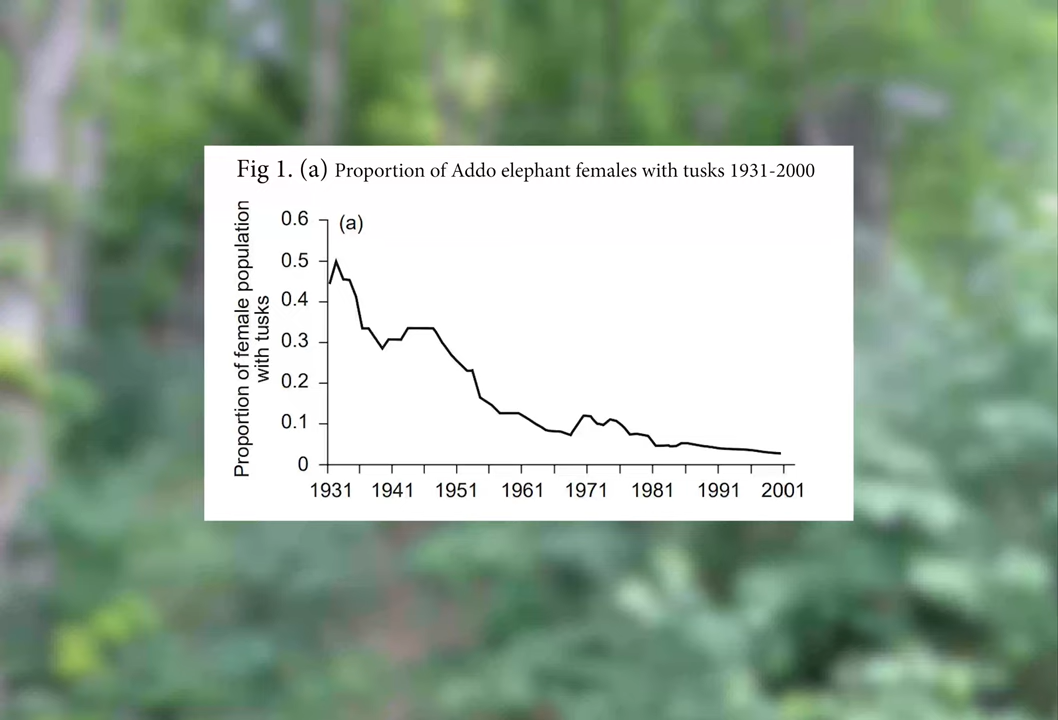 Fig 1. (a) Proportion of Addo elephant females with tusks 1931-2000
(a)
Proportion of female population
with tusks
0.6
0.5
0.4
0.3
0.2
0.1
0
1931 1941 1951 1961 1971 1981 1991 2001